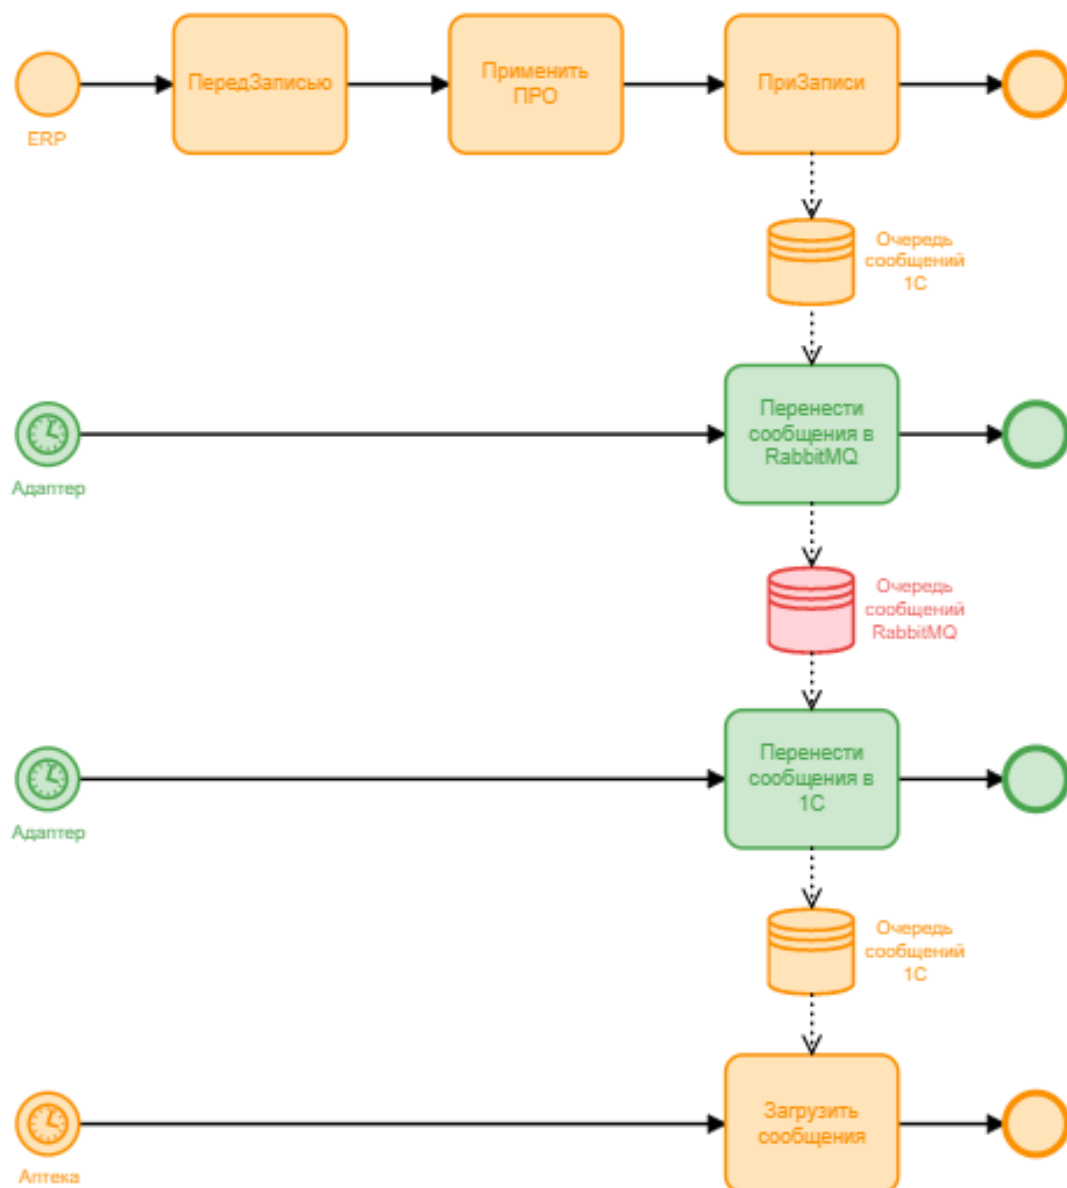 ПередЗаписью
Применить
ПРО
ПриЗаписи
ERP
Очередь
сообщений
1С
Перенести
сообщения в
RabbitMQ
Адаптер
Очередь
сообщений
RabbitMQ
Перенести
сообщения в
1С
Адаптер
Очередь
сообщений
1С
Загрузить
сообщения
Аптека